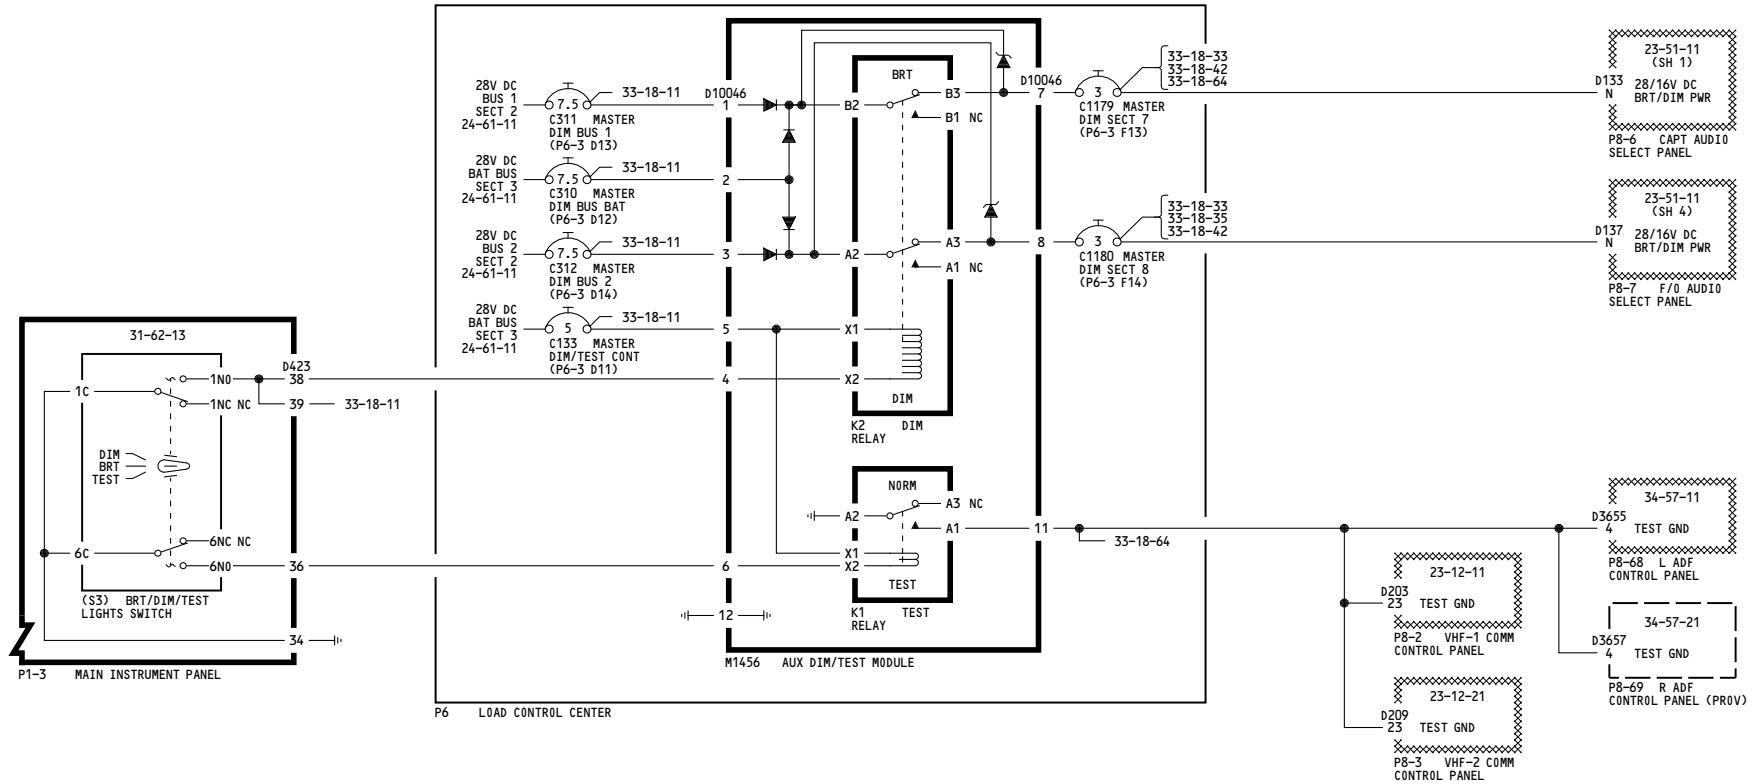 31-62-13
1C
1N0
1NC NC
D423
38
39
33-18-11
DIM
BRT
TEST
6C
6NC NC
6N0
36
(S3) BRT/DIM/TEST
LIGHTS SWITCH
34
P1-3 MAIN INSTRUMENT PANEL
28V DC
BUS 1
SECT 2
24-61-11
7.5
33-18-11
C311 MASTER
DIM BUS 1
(P6-3 D13)
28V DC
BAT BUS
SECT 3
24-61-11
7.5
33-18-11
C310 MASTER
DIM BUS BAT
(P6-3 D12)
28V DC
BUS 2
SECT 2
24-61-11
7.5
33-18-11
C312 MASTER
DIM BUS 2
(P6-3 D14)
28V DC
BAT BUS
SECT 3
24-61-11
5
33-18-11
C133 MASTER
DIM/TEST CONT
(P6-3 D11)
D10046
1
2
3
5
4
6
12
BRT
B2
B3
B1 NC
A2
A3
A1 NC
X1
X2
DIM
K2 DIM
RELAY
NORM
A2
A3 NC
A1
X1
X2
TEST
K1 TEST
RELAY
D10046
7
8
11
M1456 AUX DIM/TEST MODULE
P6 LOAD CONTROL CENTER
3
C1179 MASTER
DIM SECT 7
(P6-3 F13)
33-18-33
33-18-42
33-18-64
3
C1180 MASTER
DIM SECT 8
(P6-3 F14)
33-18-33
33-18-35
33-18-42
33-18-64
23-51-11
(SH 1)
D133
N
28/16V DC
BRT/DIM PWR
P8-6 CAPT AUDIO
SELECT PANEL
23-51-11
(SH 4)
D137
N
28/16V DC
BRT/DIM PWR
P8-7 F/O AUDIO
SELECT PANEL
34-57-11
D3655
4
TEST GND
P8-68 L ADF
CONTROL PANEL
23-12-11
D203
23
TEST GND
P8-2 VHF-1 COMM
CONTROL PANEL
34-57-21
D3657
4
TEST GND
P8-69 R ADF
CONTROL PANEL (PROV)
23-12-21
D209
23
TEST GND
P8-3 VHF-2 COMM
CONTROL PANEL